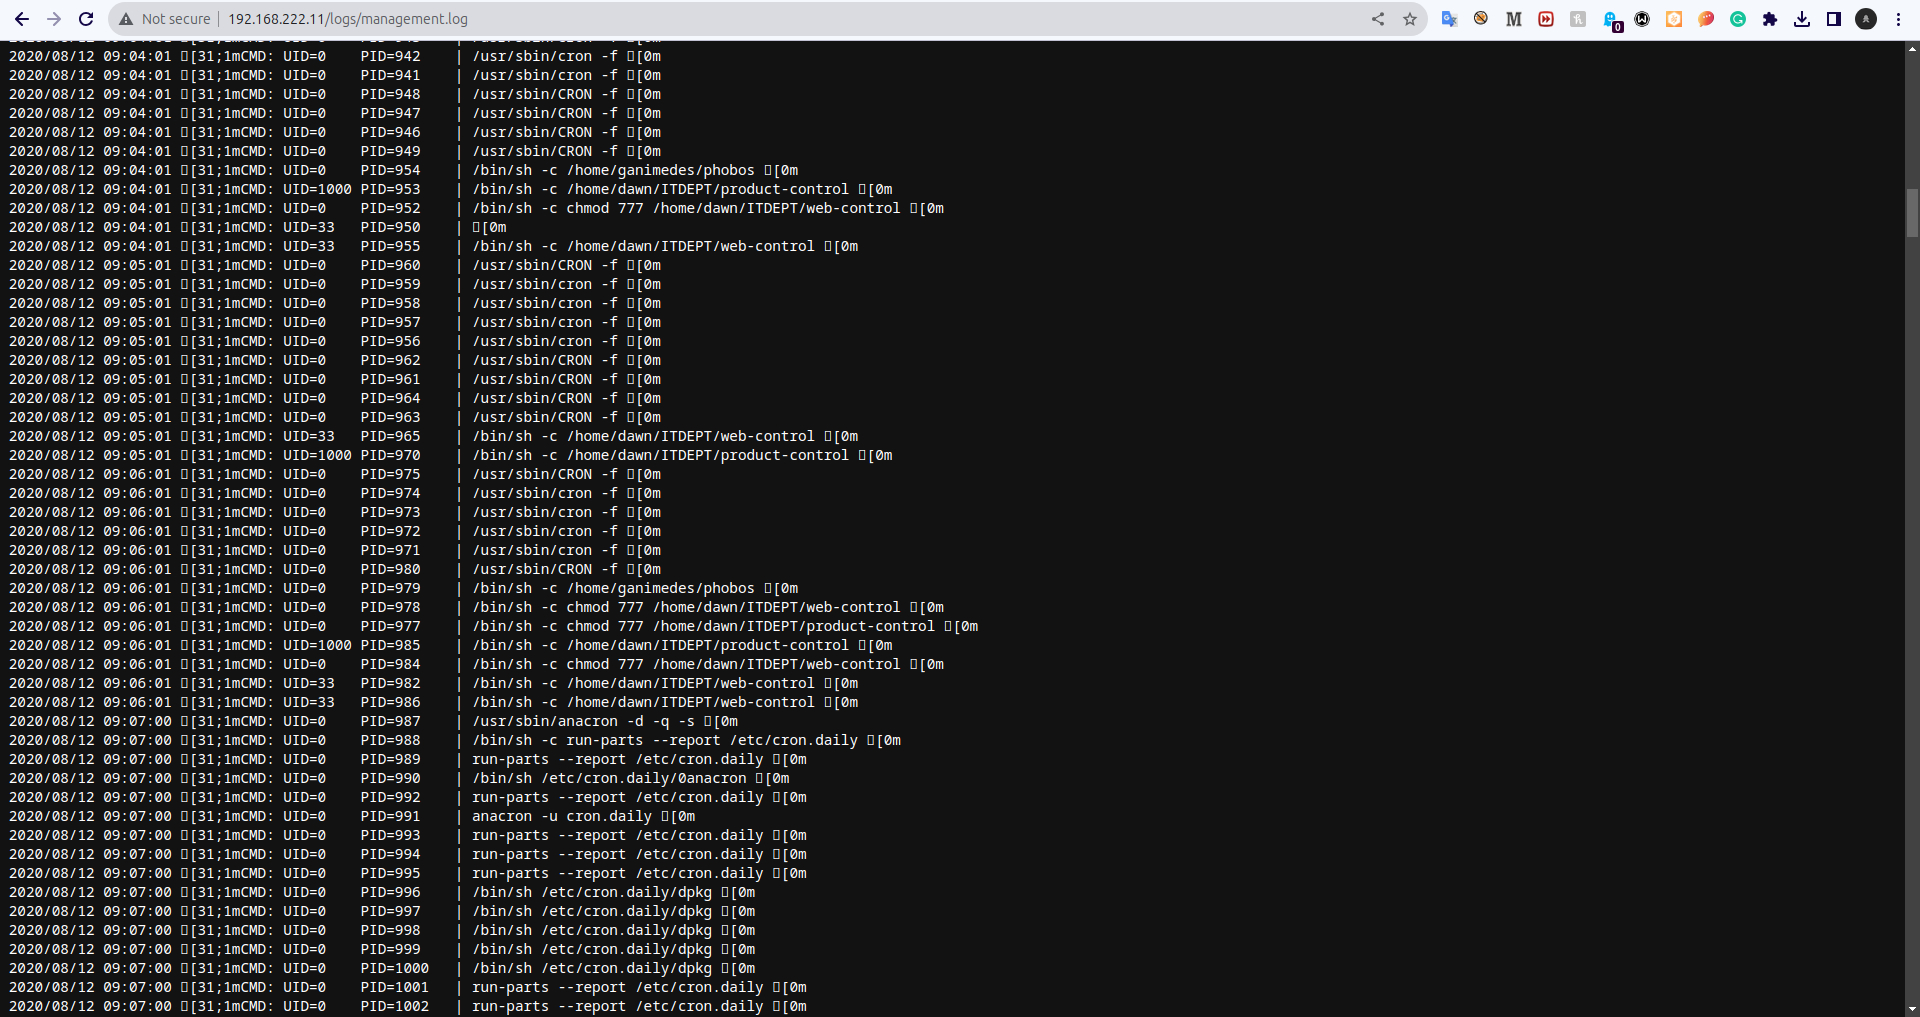 Not secure 192.168.222.11/logs/management.log
0
2020/08/12 09:04:01 [31;1mCMD: UID=0 PID=942 | /usr/sbin/cron -f [0m
2020/08/12 09:04:01 [31;1mCMD: UID=0 PID=941 | /usr/sbin/cron -f [0m
2020/08/12 09:04:01 [31;1mCMD: UID=0 PID=948 | /usr/sbin/CRON -f [0m
2020/08/12 09:04:01 [31;1mCMD: UID=0 PID=947 | /usr/sbin/CRON -f [0m
2020/08/12 09:04:01 [31;1mCMD: UID=0 PID=946 | /usr/sbin/CRON -f [0m
2020/08/12 09:04:01 [31;1mCMD: UID=0 PID=949 | /usr/sbin/CRON -f [0m
2020/08/12 09:04:01 [31;1mCMD: UID=0 PID=954 | /bin/sh -c /home/ganimedes/phobos [0m
2020/08/12 09:04:01 [31;1mCMD: UID=1000 PID=953 | /bin/sh -c /home/dawn/ITDEPT/product-control [0m
2020/08/12 09:04:01 [31;1mCMD: UID=0 PID=952 | /bin/sh -c chmod 777 /home/dawn/ITDEPT/web-control [0m
2020/08/12 09:04:01 [31;1mCMD: UID=33 PID=950 | [0m
2020/08/12 09:04:01 [31;1mCMD: UID=33 PID=955 | /bin/sh -c /home/dawn/ITDEPT/web-control [0m
2020/08/12 09:05:01 [31;1mCMD: UID=0 PID=960 | /usr/sbin/CRON -f [0m
2020/08/12 09:05:01 [31;1mCMD: UID=0 PID=959 | /usr/sbin/CRON -f [0m
2020/08/12 09:05:01 [31;1mCMD: UID=0 PID=958 | /usr/sbin/CRON -f [0m
2020/08/12 09:05:01 [31;1mCMD: UID=0 PID=957 | /usr/sbin/cron -f [0m
2020/08/12 09:05:01 [31;1mCMD: UID=0 PID=956 | /usr/sbin/cron -f [0m
2020/08/12 09:05:01 [31;1mCMD: UID=0 PID=962 | /usr/sbin/CRON -f [0m
2020/08/12 09:05:01 [31;1mCMD: UID=0 PID=961 | /usr/sbin/CRON -f [0m
2020/08/12 09:05:01 [31;1mCMD: UID=0 PID=964 | /usr/sbin/CRON -f [0m
2020/08/12 09:05:01 [31;1mCMD: UID=0 PID=963 | /usr/sbin/CRON -f [0m
2020/08/12 09:05:01 [31;1mCMD: UID=33 PID=965 | /bin/sh -c /home/dawn/ITDEPT/web-control [0m
2020/08/12 09:05:01 [31;1mCMD: UID=1000 PID=970 | /bin/sh -c /home/dawn/ITDEPT/product-control [0m
2020/08/12 09:06:01 [31;1mCMD: UID=0 PID=975 | /usr/sbin/CRON -f [0m
2020/08/12 09:06:01 [31;1mCMD: UID=0 PID=974 | /usr/sbin/cron -f [0m
2020/08/12 09:06:01 [31;1mCMD: UID=0 PID=973 | /usr/sbin/cron -f [0m
2020/08/12 09:06:01 [31;1mCMD: UID=0 PID=972 | /usr/sbin/cron -f [0m
2020/08/12 09:06:01 [31;1mCMD: UID=0 PID=971 | /usr/sbin/cron -f [0m
2020/08/12 09:06:01 [31;1mCMD: UID=0 PID=980 | /usr/sbin/CRON -f [0m
2020/08/12 09:06:01 [31;1mCMD: UID=0 PID=979 | /bin/sh -c /home/ganimedes/phobos [0m
2020/08/12 09:06:01 [31;1mCMD: UID=0 PID=978 | /bin/sh -c chmod 777 /home/dawn/ITDEPT/web-control [0m
2020/08/12 09:06:01 [31;1mCMD: UID=0 PID=977 | /bin/sh -c chmod 777 /home/dawn/ITDEPT/product-control [0m
2020/08/12 09:06:01 [31;1mCMD: UID=1000 PID=985 | /bin/sh -c /home/dawn/ITDEPT/product-control [0m
2020/08/12 09:06:01 [31;1mCMD: UID=0 PID=984 | /bin/sh -c chmod 777 /home/dawn/ITDEPT/web-control [0m
2020/08/12 09:06:01 [31;1mCMD: UID=33 PID=982 | /bin/sh -c /home/dawn/ITDEPT/web-control [0m
2020/08/12 09:06:01 [31;1mCMD: UID=33 PID=986 | /bin/sh -c /home/dawn/ITDEPT/web-control [0m
2020/08/12 09:07:00 [31;1mCMD: UID=0 PID=987 | /usr/sbin/anacron -d -q -s [0m
2020/08/12 09:07:00 [31;1mCMD: UID=0 PID=988 | /bin/sh -c run-parts --report /etc/cron.daily [0m
2020/08/12 09:07:00 [31;1mCMD: UID=0 PID=989 | run-parts --report /etc/cron.daily [0m
2020/08/12 09:07:00 [31;1mCMD: UID=0 PID=990 | /bin/sh /etc/cron.daily/0anacron [0m
2020/08/12 09:07:00 [31;1mCMD: UID=0 PID=992 | run-parts --report /etc/cron.daily [0m
2020/08/12 09:07:00 [31;1mCMD: UID=0 PID=991 | anacron -u cron.daily [0m
2020/08/12 09:07:00 [31;1mCMD: UID=0 PID=993 | run-parts --report /etc/cron.daily [0m
2020/08/12 09:07:00 [31;1mCMD: UID=0 PID=994 | run-parts --report /etc/cron.daily [0m
2020/08/12 09:07:00 [31;1mCMD: UID=0 PID=995 | run-parts --report /etc/cron.daily [0m
2020/08/12 09:07:00 [31;1mCMD: UID=0 PID=996 | /bin/sh /etc/cron.daily/dpkg [0m
2020/08/12 09:07:00 [31;1mCMD: UID=0 PID=997 | /bin/sh /etc/cron.daily/dpkg [0m
2020/08/12 09:07:00 [31;1mCMD: UID=0 PID=998 | /bin/sh /etc/cron.daily/dpkg [0m
2020/08/12 09:07:00 [31;1mCMD: UID=0 PID=999 | /bin/sh /etc/cron.daily/dpkg [0m
2020/08/12 09:07:00 [31;1mCMD: UID=0 PID=1000 | /bin/sh /etc/cron.daily/dpkg [0m
2020/08/12 09:07:00 [31;1mCMD: UID=0 PID=1001 | run-parts --report /etc/cron.daily [0m
2020/08/12 09:07:00 [31;1mCMD: UID=0 PID=1002 | run-parts --report /etc/cron.daily [0m